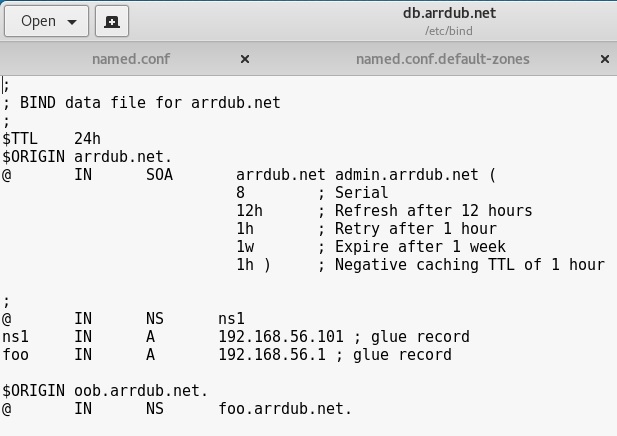 Open
db.arrdub.net
/etc/bind
named.conf
named.conf.default-zones
;
; BIND data file for arrdub.net
;
$TTL 24h
$ORIGIN arrdub.net.
@ IN SOA arrdub.net admin.arrdub.net (
8 ; Serial
12h ; Refresh after 12 hours
1h ; Retry after 1 hour
1w ; Expire after 1 week
1h ) ; Negative caching TTL of 1 hour
;
@ IN NS ns1
ns1 IN A 192.168.56.101 ; glue record
foo IN A 192.168.56.1 ; glue record
$ORIGIN oob.arrdub.net.
@ IN NS foo.arrdub.net.